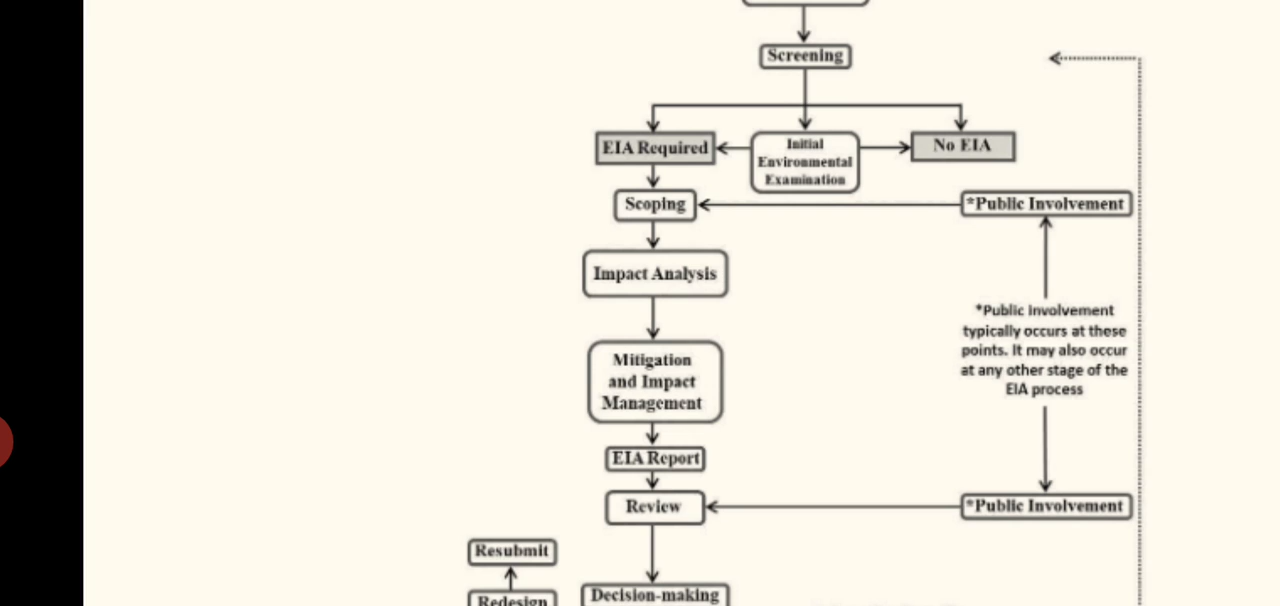 Screening
EIA Required
Initial
Environmental
Examination
No EIA
Scoping
*Public Involvement
Impact Analysis
*Public Involvement
typically occurs at these
points. It may also occur
at any other stage of the
EIA process
Mitigation
and Impact
Management
EIA Report
Review
*Public Involvement
Resubmit
Redesign
Decision-making